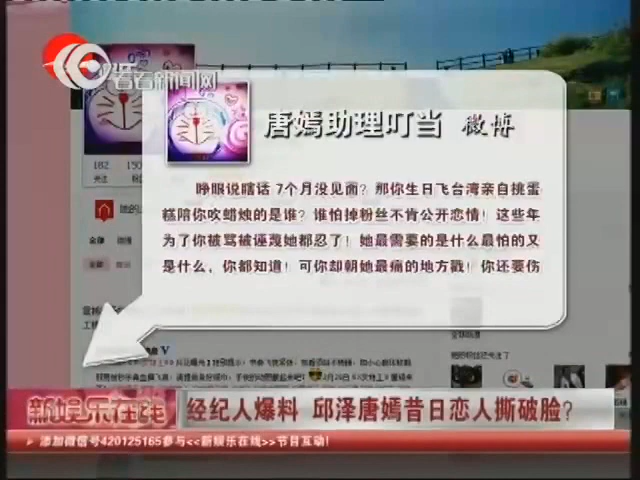 看看新闻网
唐嫣助理叮当 微博
睁眼说瞎话 7个月没见面?那你生日飞台湾亲自挑蛋
糕陪你吹蜡烛的是谁?谁怕掉粉丝不肯公开恋情!这些年
为了你被骂被诬蔑她都忍了!她最需要的是什么最怕的又
是什么,你都知道!可你却朝她最痛的地方戳!你还要伤
182
关注
新娱乐在线
经纪人爆料 邱泽唐嫣昔日恋人撕破脸?
添加微信号420125165参与<<新娱乐在线>>节目互动!